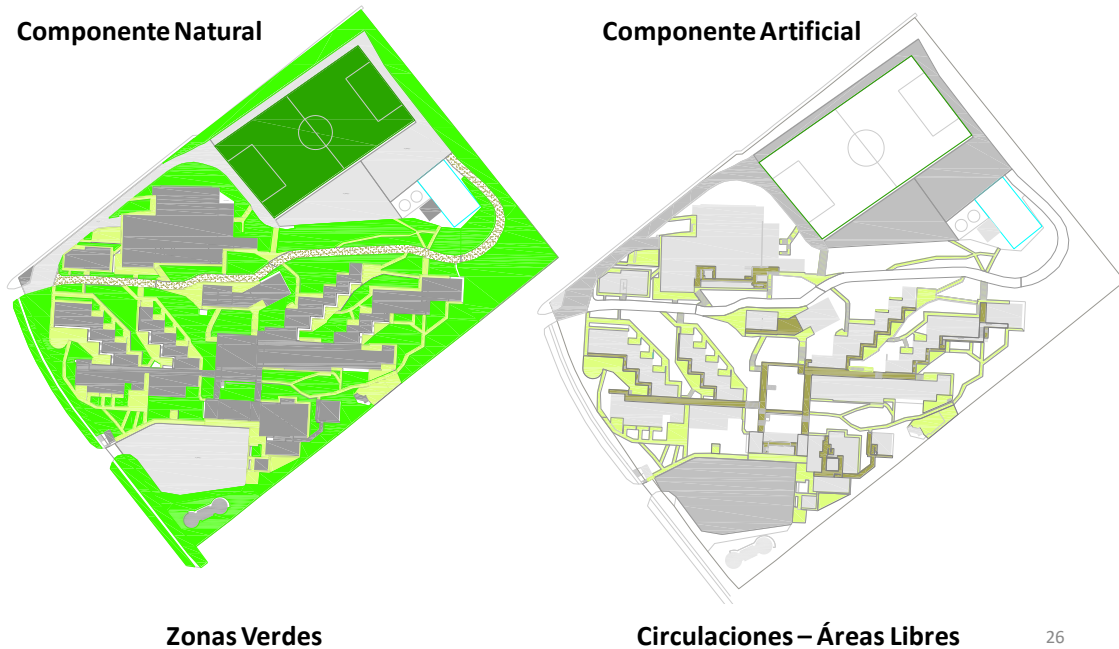 Componente Natural
Componente Artificial
Zonas Verdes
Circulaciones – Áreas Libres
26